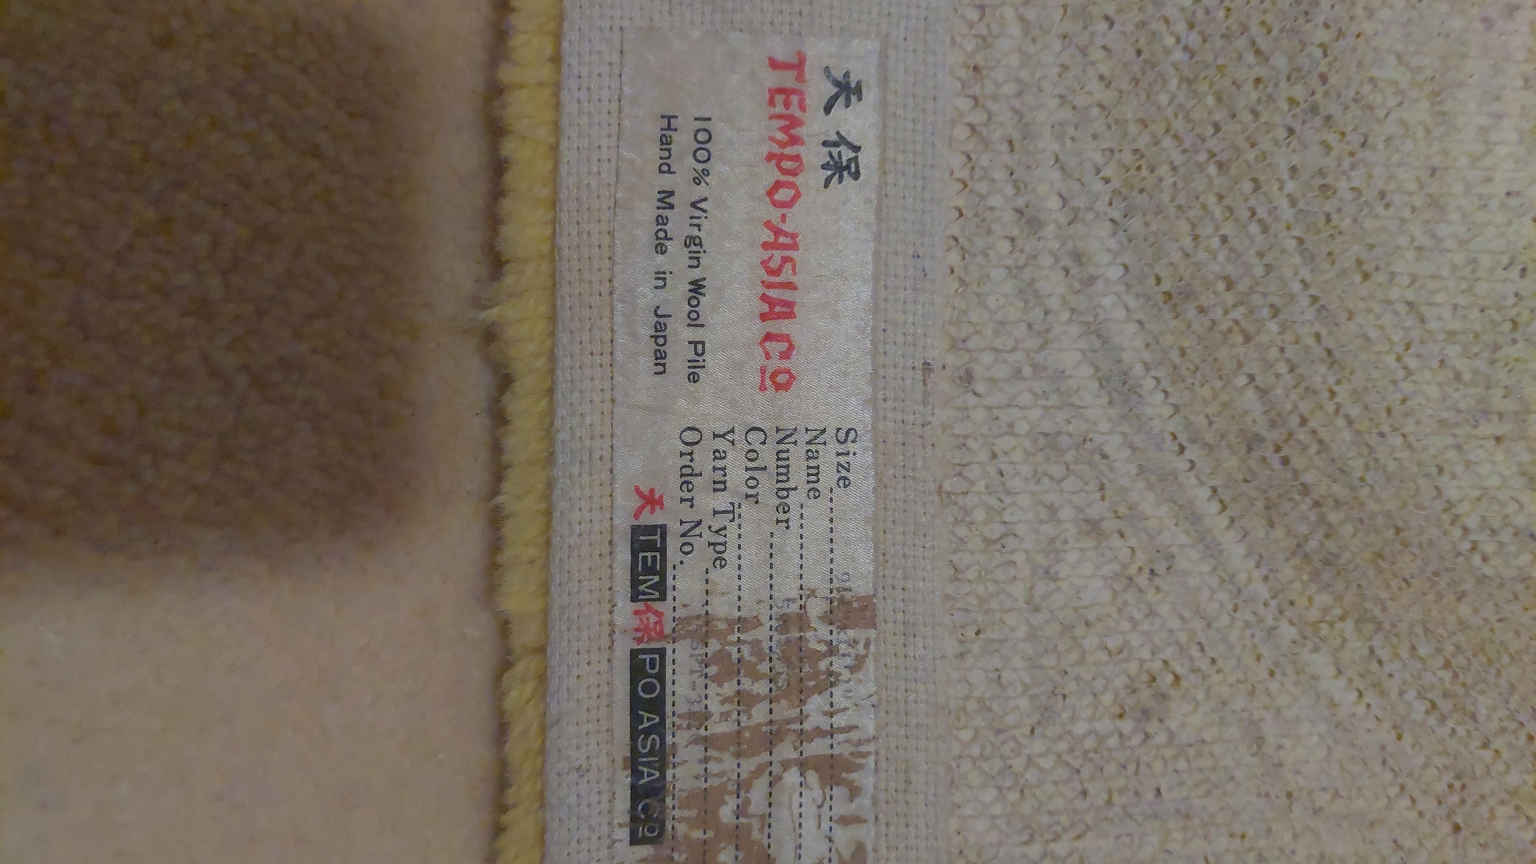 天保
TEMPO-ASIA Cº
100% Virgin Wool Pile
Hand Made in Japan
Size
Name
Number
Color
Yarn Type
Order No.
天 TEM 保 PO ASIA Cº